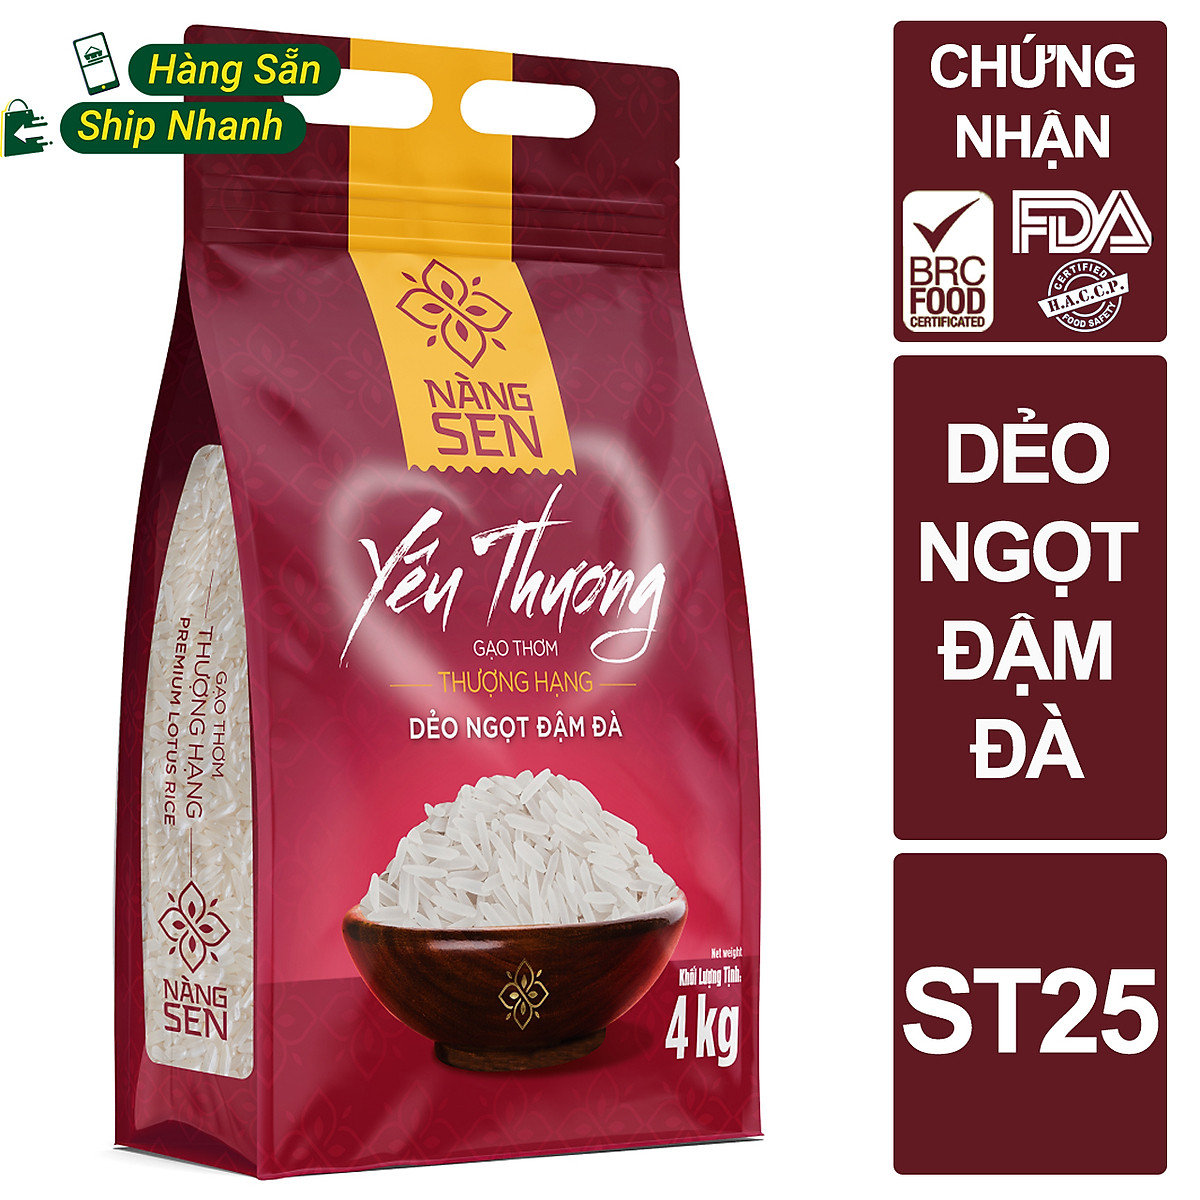 Hàng Sẵn
Ship Nhanh
NÀNG
SEN
Yêu Thương
GẠO THƠM
THƯỢNG HẠNG
DẺO NGỌT ĐẬM ĐÀ
Net weight
Khối Lượng Tịnh:
4 kg
GẠO THƠM
THƯỢNG HẠNG
PREMIUM LOTUS RICE
NÀNG
SEN
CHỨNG
NHẬN
BRC
FOOD
CERTIFICATED
FDA
CERTIFIED
H.A.C.C.P.
FOOD SAFETY
DẺO
NGỌT
ĐẬM
ĐÀ
ST25